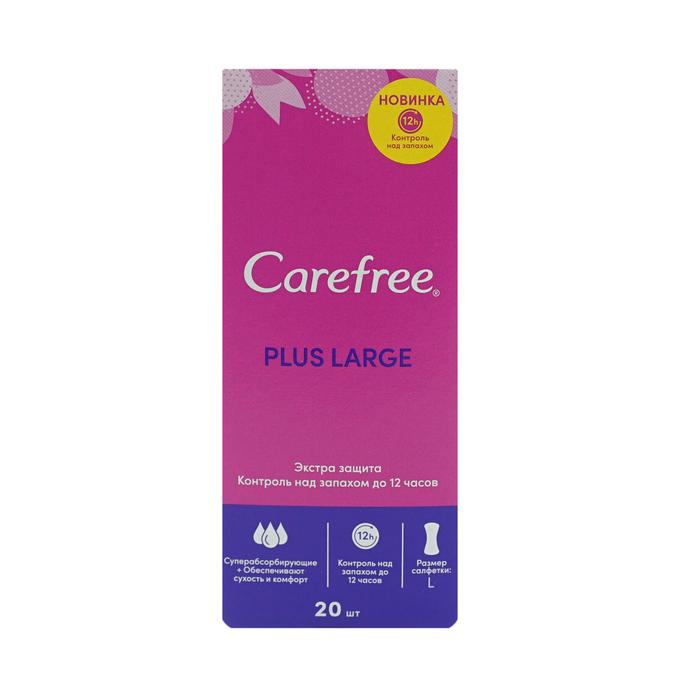 НОВИНКА
12h
Контроль
над запахом
Carefree®
PLUS LARGE
Экстра защита
Контроль над запахом до 12 часов
Суперабсорбирующие
+ Обеспечивают
сухость и комфорт
12h
Контроль над
запахом до
12 часов
Размер
салфетки:
L
20 шт